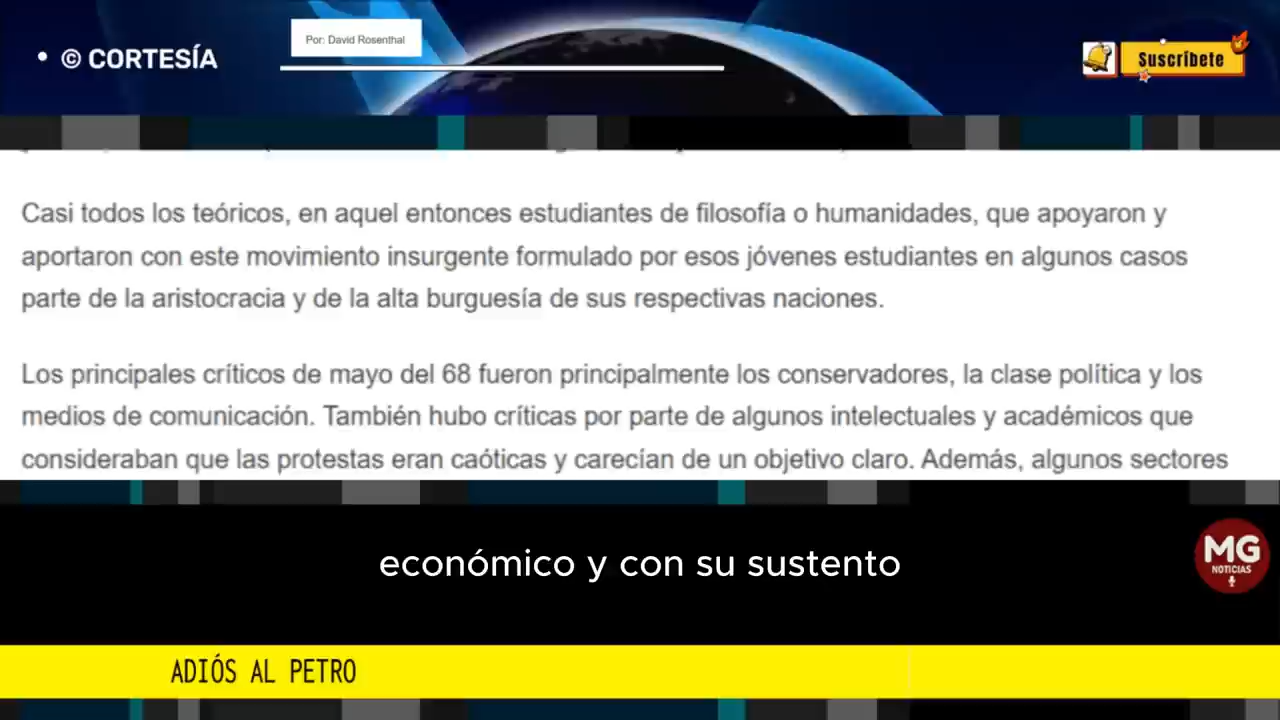 • © CORTESÍA
Por: David Rosenthal
Suscríbete
Casi todos los teóricos, en aquel entonces estudiantes de filosofía o humanidades, que apoyaron y
aportaron con este movimiento insurgente formulado por esos jóvenes estudiantes en algunos casos
parte de la aristocracia y de la alta burguesía de sus respectivas naciones.
Los principales críticos de mayo del 68 fueron principalmente los conservadores, la clase política y los
medios de comunicación. También hubo críticas por parte de algunos intelectuales y académicos que
consideraban que las protestas eran caóticas y carecían de un objetivo claro. Además, algunos sectores
económico y con su sustento
MG
NOTICIAS
ADIÓS AL PETRO